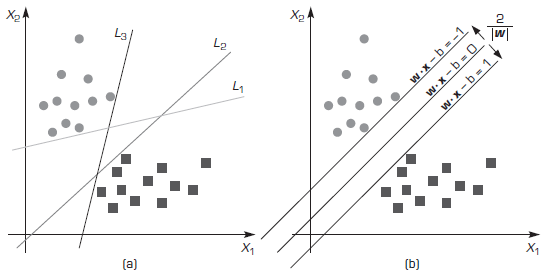 X2
L3
L2
L1
X1
(a)
X2
2
|w|
w·x – b = –1
w·x – b = 0
w·x – b = 1
X1
(b)